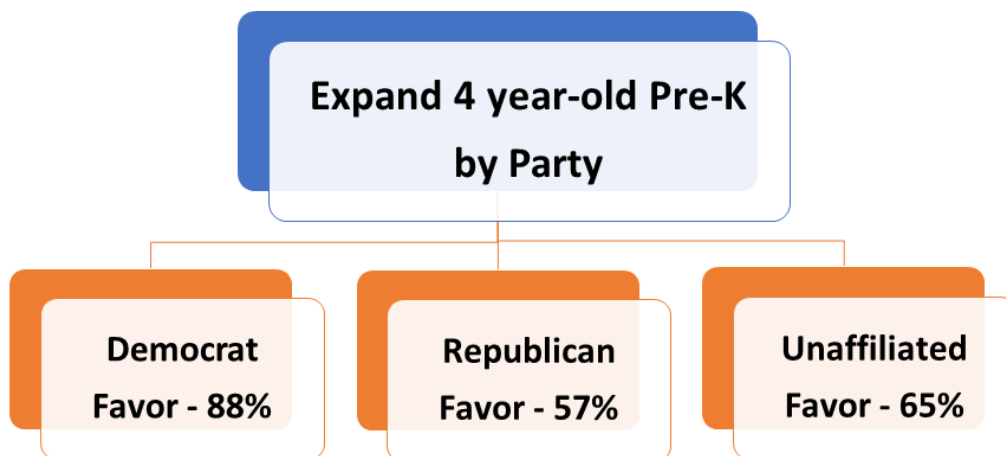 Expand 4 year-old Pre-K
by Party
Democrat
Favor - 88%
Republican
Favor - 57%
Unaffiliated
Favor - 65%